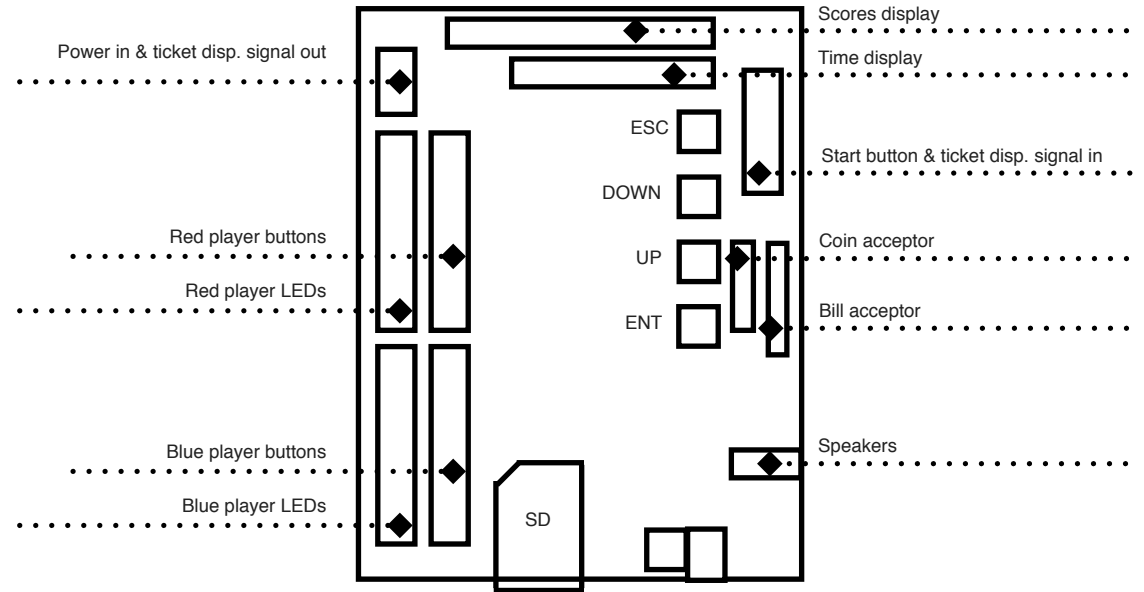 Scores display
Power in & ticket disp. signal out
Time display
ESC
Start button & ticket disp. signal in
DOWN
Red player buttons
Coin acceptor
UP
Red player LEDs
Bill acceptor
ENT
Blue player buttons
Speakers
Blue player LEDs
SD